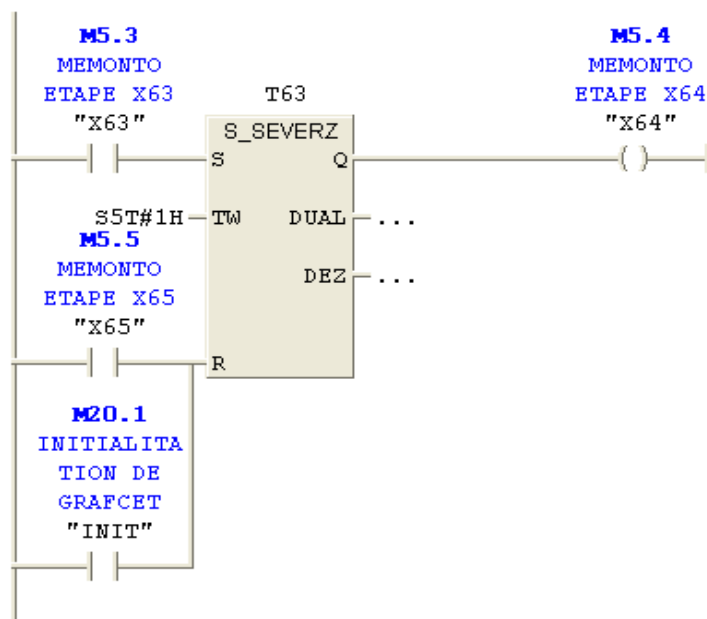 M5.3
MEMONTO
ETAPE X63
"X63"
M5.4
MEMONTO
ETAPE X64
"X64"
T63
S_SEVERZ
S
Q
S5T#1H
TW
DUAL
...
DEZ
...
M5.5
MEMONTO
ETAPE X65
"X65"
R
M20.1
INITIALITA
TION DE
GRAFCET
"INIT"